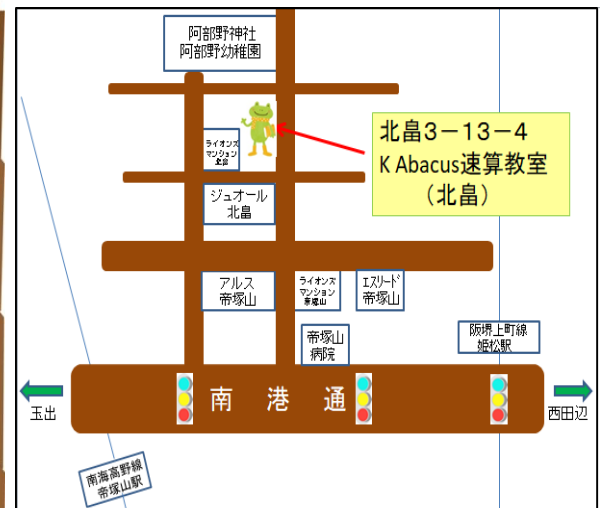 阿部野神社
阿部野幼稚園
北畠3－13－4
K Abacus速算教室
（北畠）
ライオンズ
マンション
北畠
ジュオール
北畠
アルス
帝塚山
ライオンズ
マンション
帝塚山
エスリード
帝塚山
帝塚山
病院
阪堺上町線
姫松駅
南港通
玉出
西田辺
南海高野線
帝塚山駅